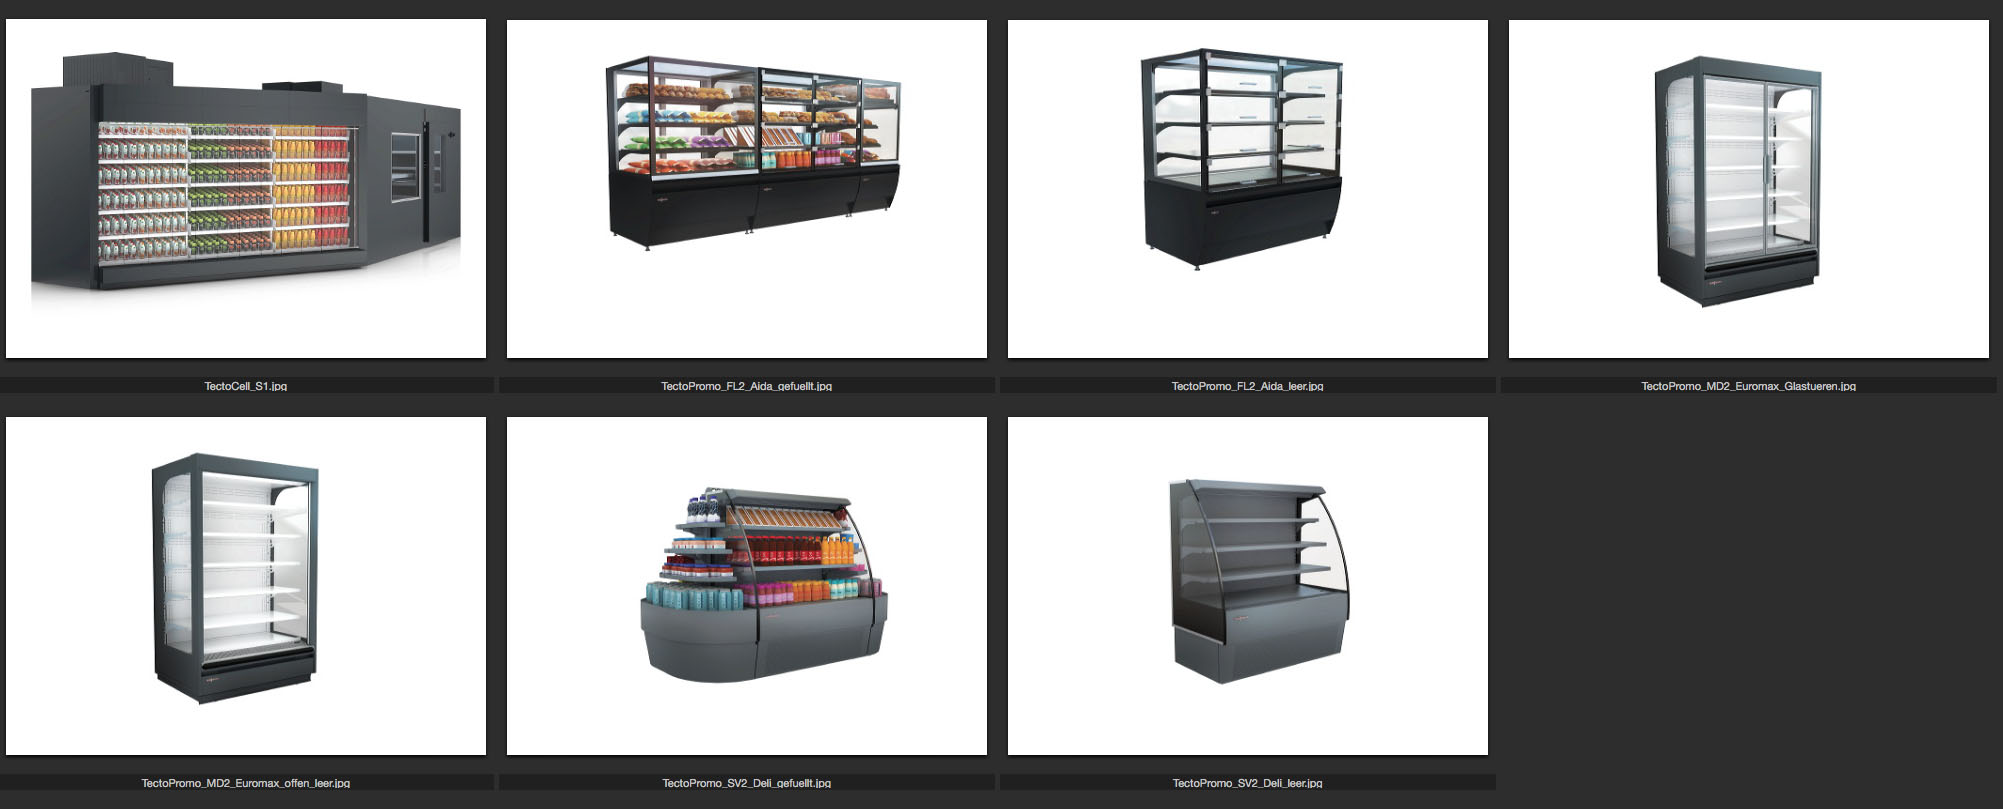 TectoCell_S1.jpg
TectoPromo_FL2_Aida_gefuellt.jpg
TectoPromo_FL2_Aida_leer.jpg
TectoPromo_MD2_Euromax_Glastueren.jpg
TectoPromo_MD2_Euromax_offen_leer.jpg
TectoPromo_SV2_Deli_gefuellt.jpg
TectoPromo_SV2_Deli_leer.jpg